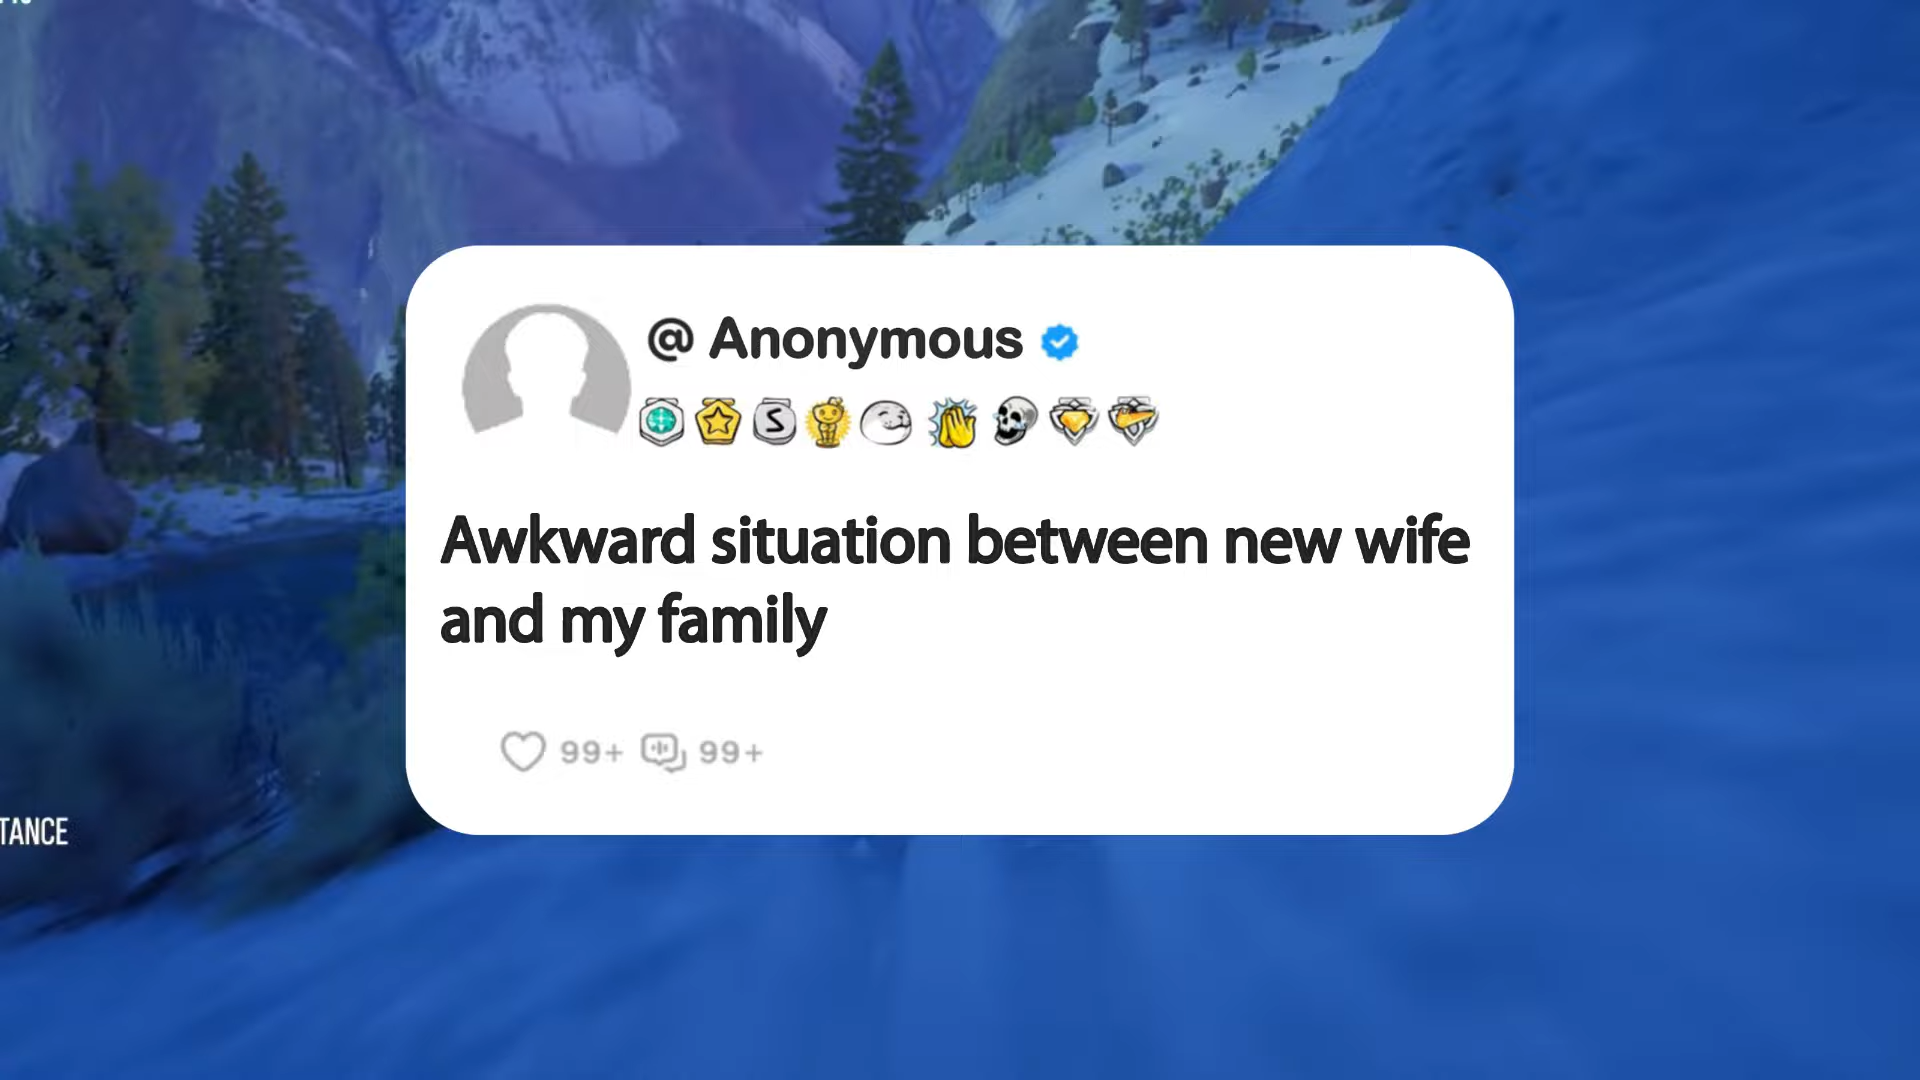 @ Anonymous
Awkward situation between new wife
and my family
99+ 99+
TANCE